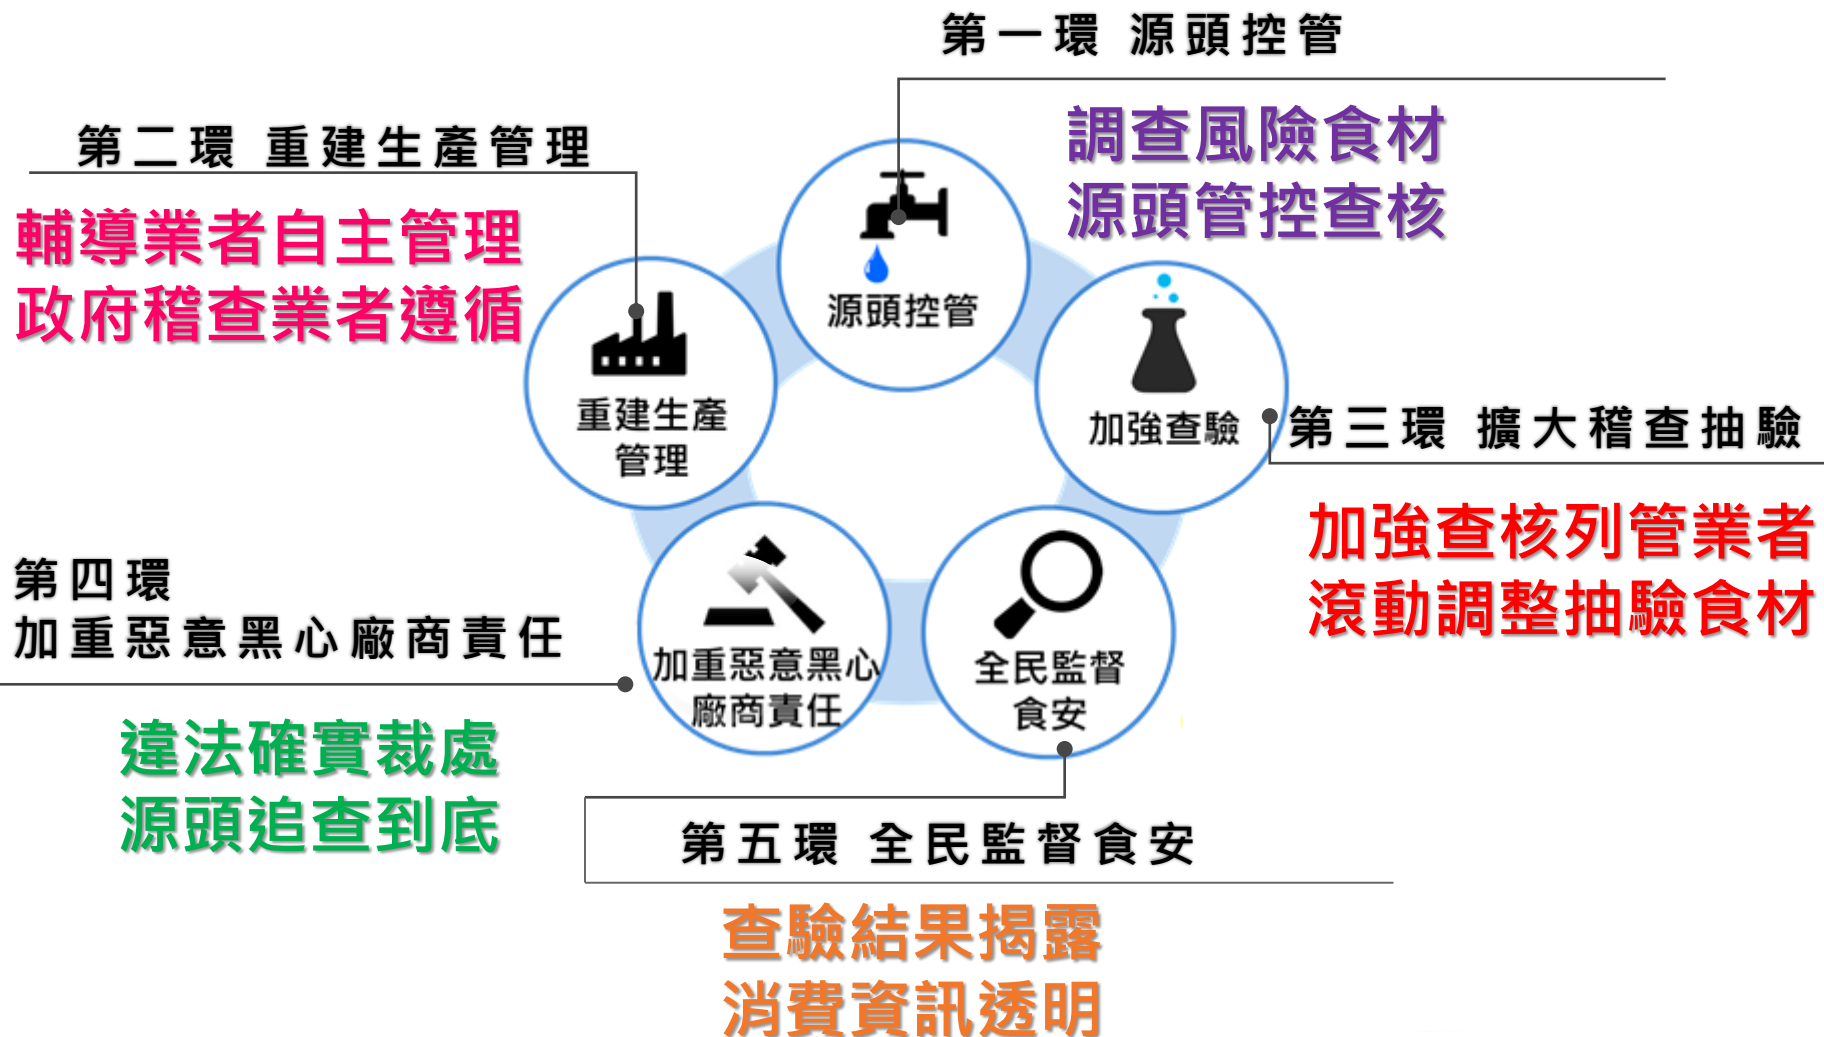 第一環 源頭控管
調查風險食材
源頭管控查核
第二環 重建生產管理
輔導業者自主管理
政府稽查業者遵循
源頭控管
重建生產
管理
加強查驗
第三環 擴大稽查抽驗
加強查核列管業者
滾動調整抽驗食材
第四環
加重惡意黑心廠商責任
違法確實裁處
源頭追查到底
加重惡意黑心
廠商責任
全民監督
食安
第五環 全民監督食安
查驗結果揭露
消費資訊透明